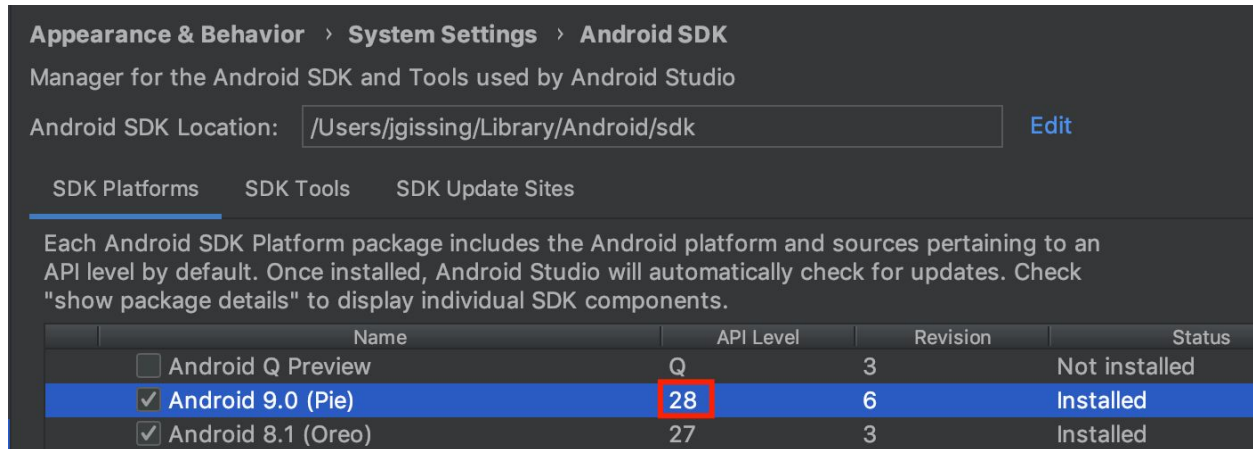 Appearance & Behavior › System Settings › Android SDK
Manager for the Android SDK and Tools used by Android Studio
Android SDK Location: /Users/jgissing/Library/Android/sdk Edit
SDK Platforms SDK Tools SDK Update Sites
Each Android SDK Platform package includes the Android platform and sources pertaining to an
API level by default. Once installed, Android Studio will automatically check for updates. Check
"show package details" to display individual SDK components.
Name API Level Revision Status
Android Q Preview Q 3 Not installed
Android 9.0 (Pie) 28 6 Installed
Android 8.1 (Oreo) 27 3 Installed